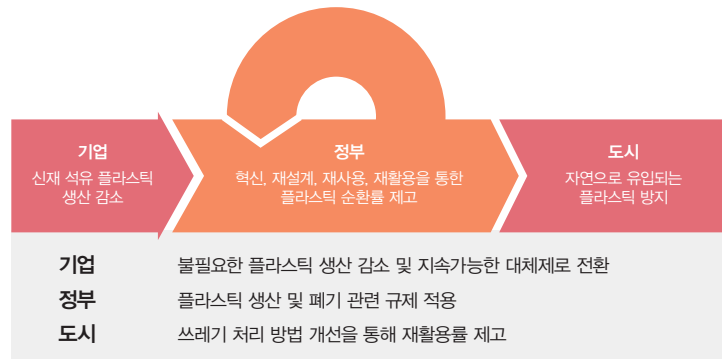 기업
신재 석유 플라스틱
생산 감소
정부
혁신, 재설계, 재사용, 재활용을 통한
플라스틱 순환률 제고
도시
자연으로 유입되는
플라스틱 방지
기업 불필요한 플라스틱 생산 감소 및 지속가능한 대체제로 전환
정부 플라스틱 생산 및 폐기 관련 규제 적용
도시 쓰레기 처리 방법 개선을 통해 재활용률 제고